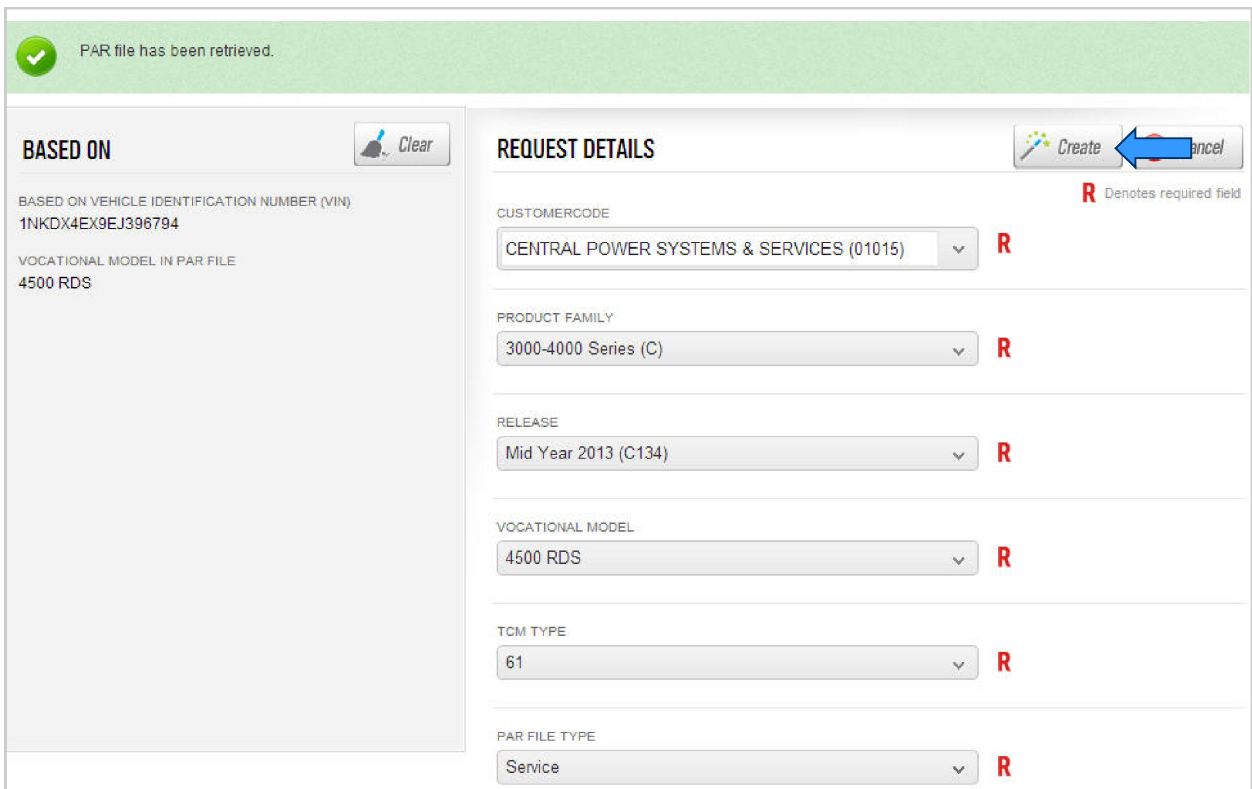 PAR file has been retrieved.
BASED ON
Clear
BASED ON VEHICLE IDENTIFICATION NUMBER (VIN)
1NKDX4EX9EJ396794
VOCATIONAL MODEL IN PAR FILE
4500 RDS
REQUEST DETAILS
Create
ancel
R Denotes required field
CUSTOMERCODE
CENTRAL POWER SYSTEMS & SERVICES (01015) R
PRODUCT FAMILY
3000-4000 Series (C) R
RELEASE
Mid Year 2013 (C134) R
VOCATIONAL MODEL
4500 RDS R
TCM TYPE
61 R
PAR FILE TYPE
Service R